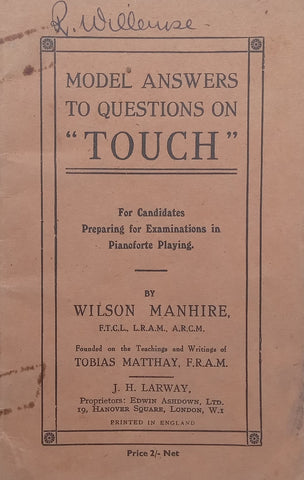 R. Willemse.
MODEL ANSWERS
TO QUESTIONS ON
"TOUCH"
For Candidates
Preparing for Examinations in
Pianoforte Playing.
BY
WILSON MANHIRE,
F.T.C.L., L.R.A.M., A.R.C.M.
Founded on the Teachings and Writings of
TOBIAS MATTHAY, F.R.A.M.
J. H. LARWAY,
Proprietors: Edwin Ashdown, Ltd.
19, Hanover Square, London, W.1
PRINTED IN ENGLAND
Price 2/- Net